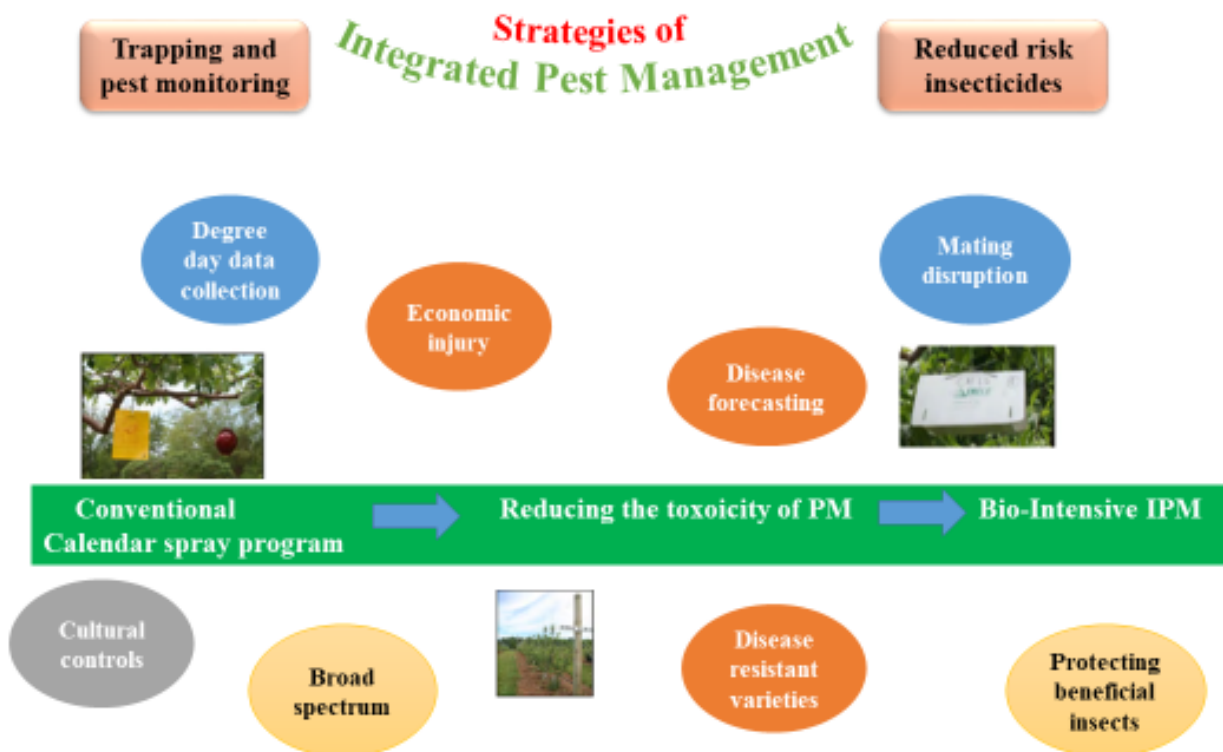 Strategies of
Integrated Pest Management
Trapping and
pest monitoring
Reduced risk
insecticides
Degree
day data
collection
Economic
injury
Disease
forecasting
Mating
disruption
Conventional
Calendar spray program
Reducing the toxoicity of PM
Bio-Intensive IPM
Cultural
controls
Broad
spectrum
Disease
resistant
varieties
Protecting
beneficial
insects